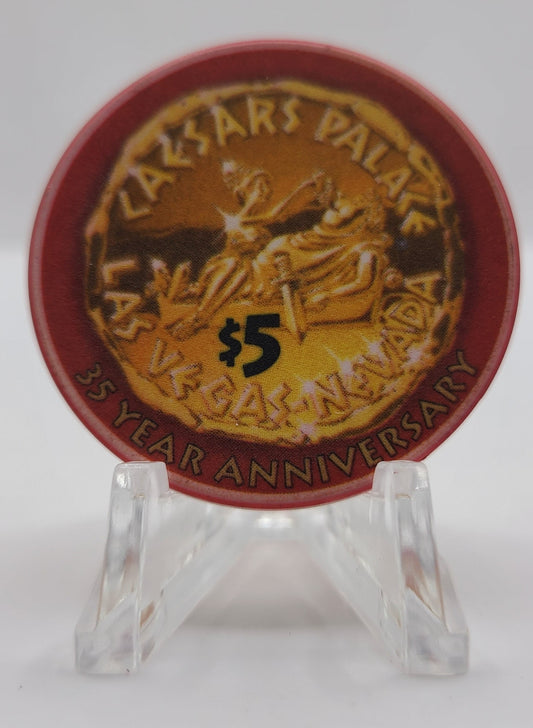 CAESARS PALACE
LAS VEGAS-NEVADA
$5
35 YEAR ANNIVERSARY